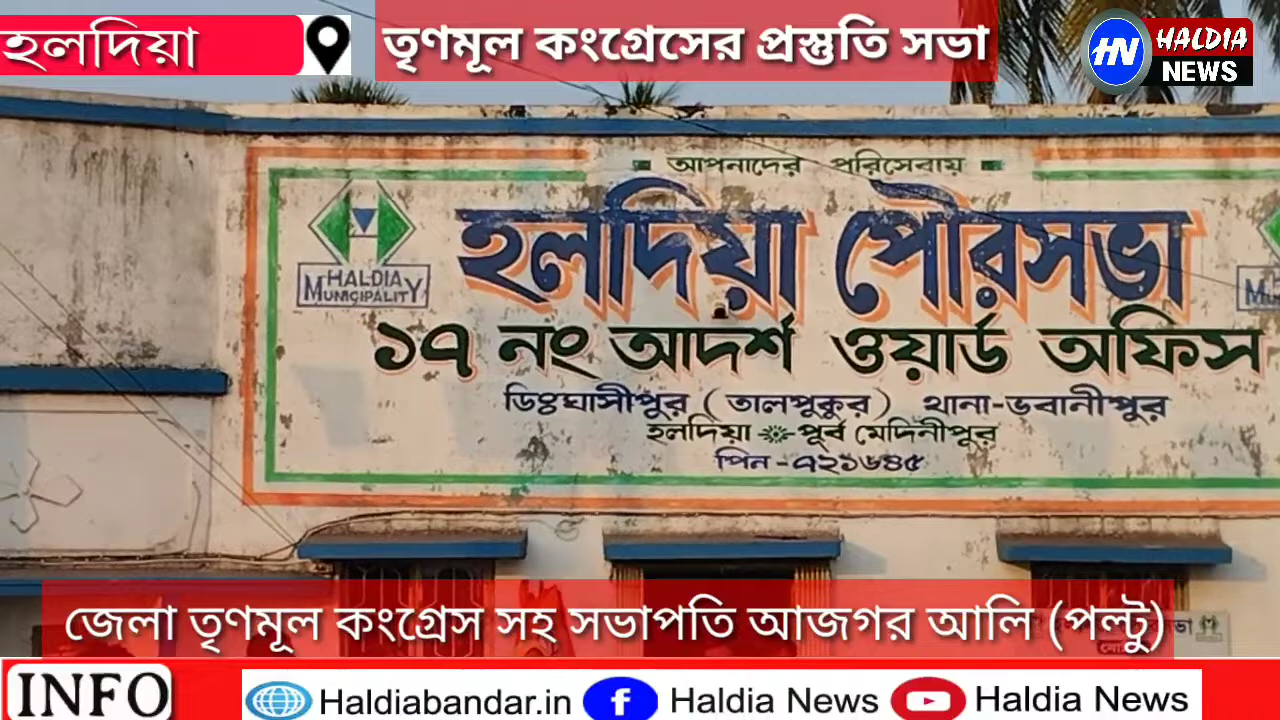 হলদিয়া
তৃণমূল কংগ্রেসের প্রস্তুতি সভা
HN HALDIA NEWS
আপনাদের পরিসেবায়
হলদিয়া পৌরসভা
HALDIA MUNICIPALITY
১৭ নং আদর্শ ওয়ার্ড অফিস
ডিঃঘাসীপুর (তালপুকুর) থানা-ভবানীপুর
হলদিয়া পূর্ব মেদিনীপুর
পিন-৭২১৬৪৫
জেলা তৃণমূল কংগ্রেস সহ সভাপতি আজগর আলি (পল্টু)
INFO Haldiabandar.in Haldia News Haldia News